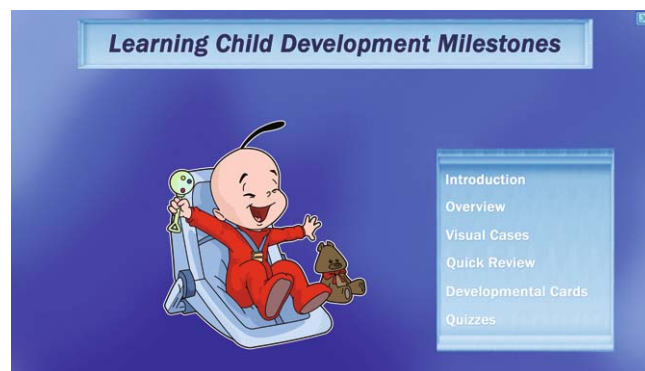 Learning Child Development Milestones
Introduction
Overview
Visual Cases
Quick Review
Developmental Cards
Quizzes